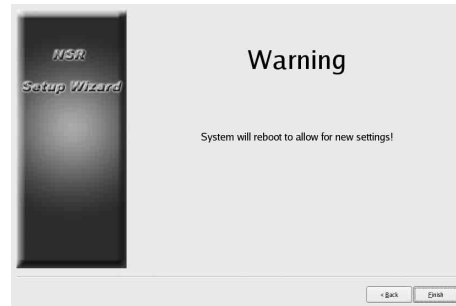 NSR
Setup Wizard
Warning
System will reboot to allow for new settings!
< Back
Finish